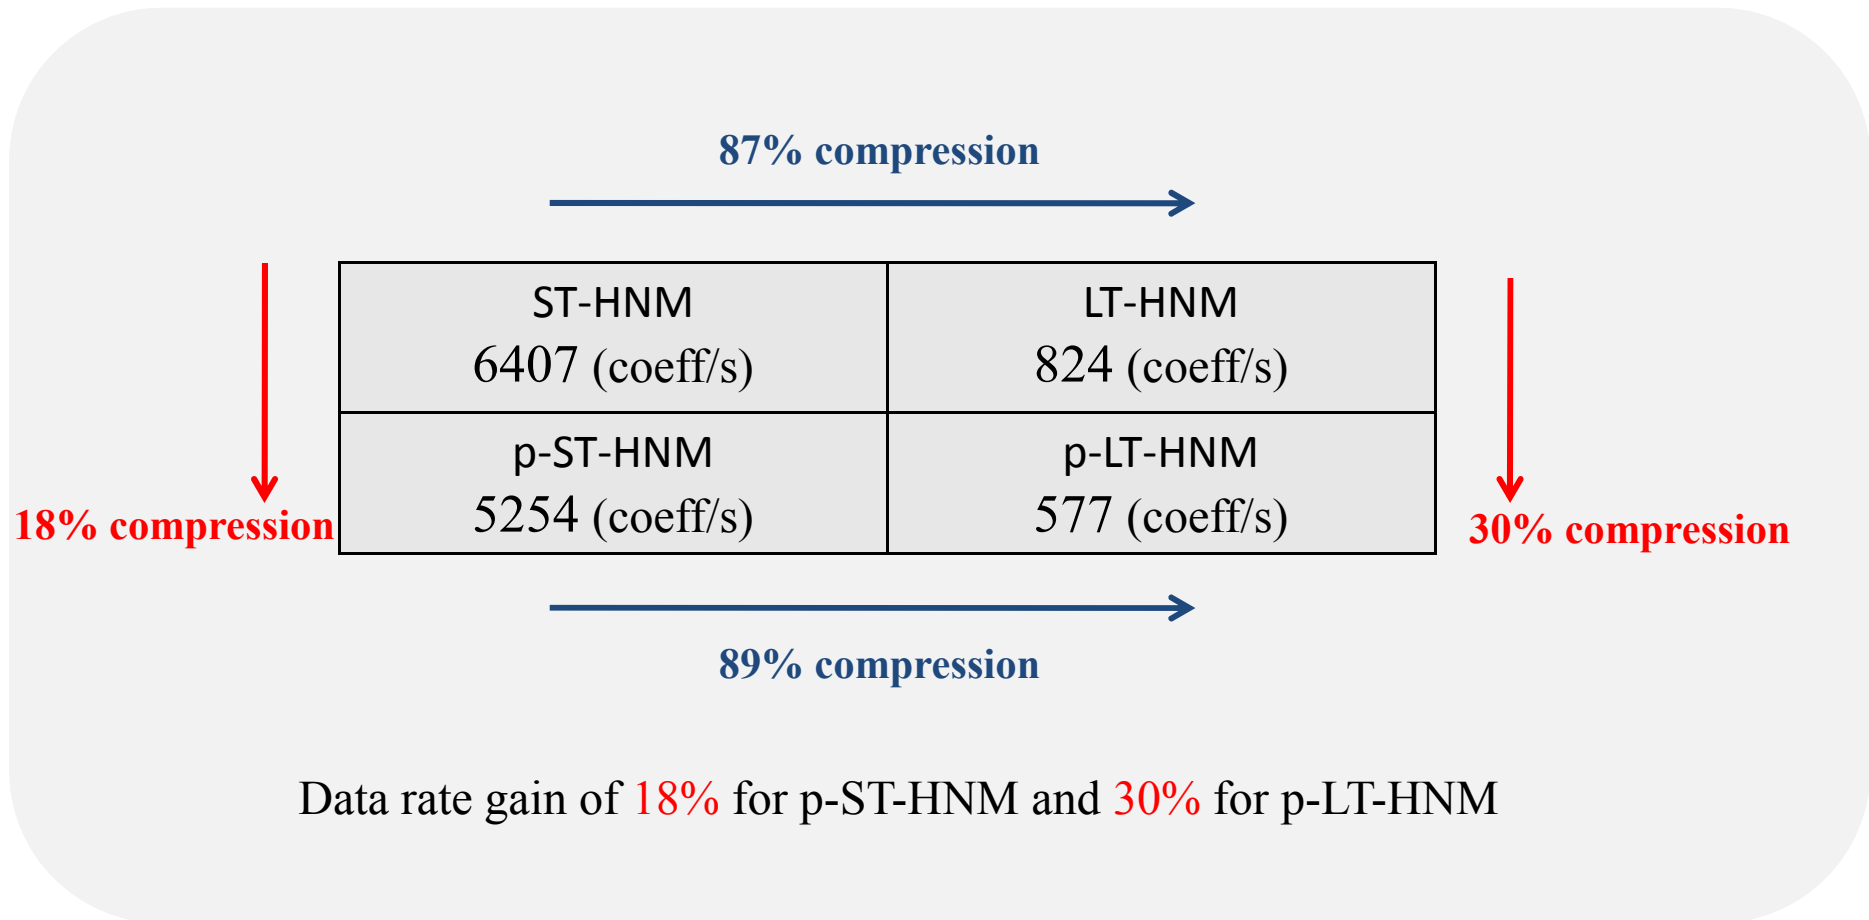 87% compression
ST-HNM
6407 (coeff/s)
LT-HNM
824 (coeff/s)
p-ST-HNM
5254 (coeff/s)
p-LT-HNM
577 (coeff/s)
18% compression
30% compression
89% compression
Data rate gain of 18% for p-ST-HNM and 30% for p-LT-HNM